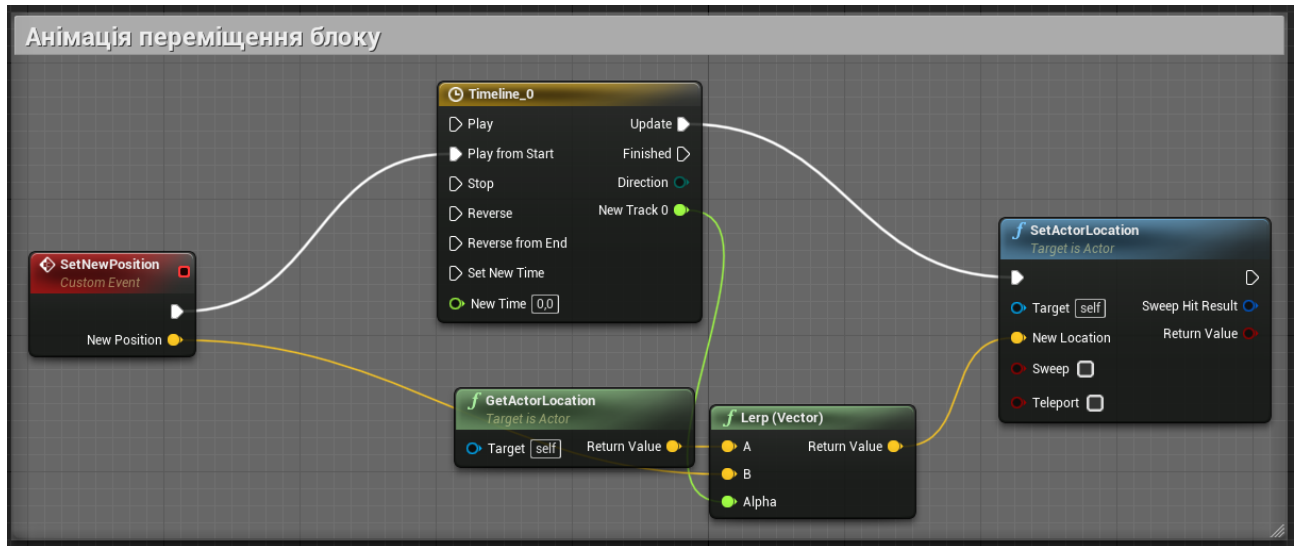 Анімація переміщення блоку
Timeline_0
Play
Update
Play from Start
Finished
Stop
Direction
Reverse
New Track 0
Reverse from End
Set New Time
New Time 0,0
SetNewPosition
Custom Event
New Position
GetActorLocation
Target is Actor
Target self
Return Value
Lerp (Vector)
A
Return Value
B
Alpha
SetActorLocation
Target is Actor
Target self
Sweep Hit Result
New Location
Return Value
Sweep
Teleport